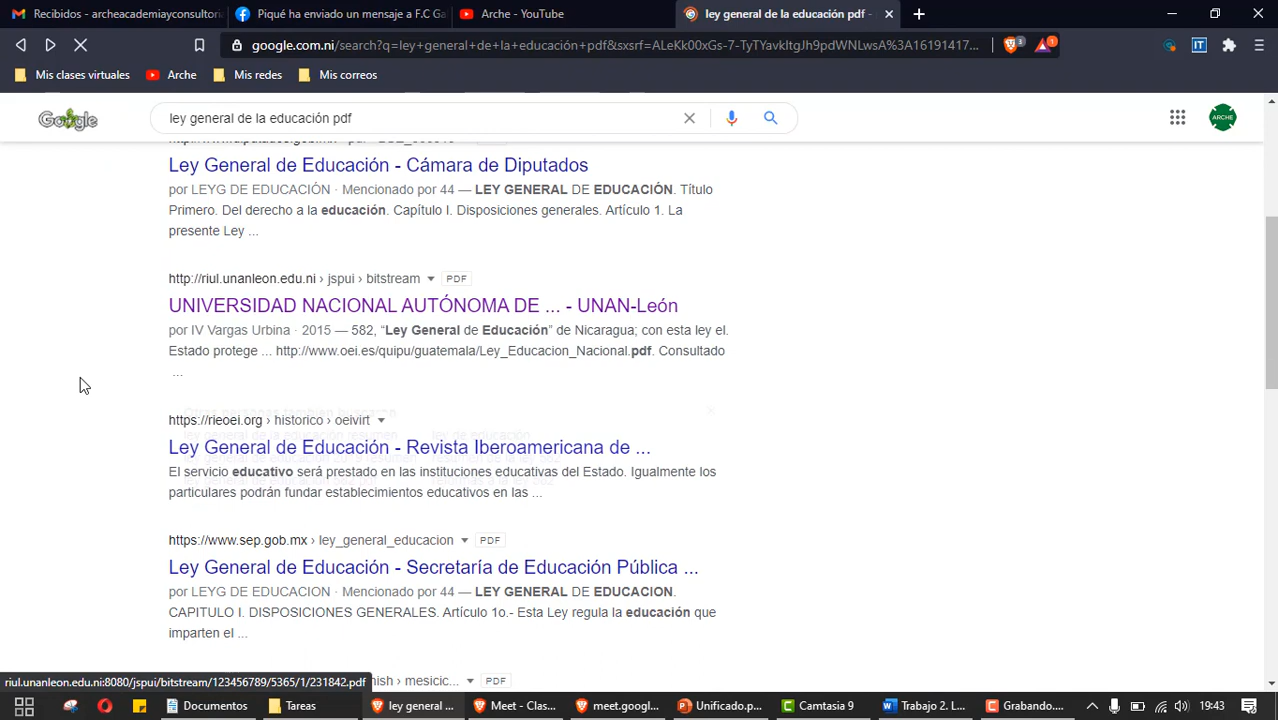 Recibidos - archeacademiayconsultori
Piqué ha enviado un mensaje a F.C Ga
Arche - YouTube
ley general de la educación pdf -
google.com.ni/search?q=ley+general+de+la+educación+pdf&sxsrf=ALeKk00xGs-7-TyTYavkItgJh9pdWNLwsA%3A16191417...
3
1
IT
Mis clases virtuales
Arche
Mis redes
Mis correos
Google
ley general de la educación pdf
ARCHE
Ley General de Educación - Cámara de Diputados
por LEYG DE EDUCACIÓN · Mencionado por 44 — LEY GENERAL DE EDUCACIÓN. Título
Primero. Del derecho a la educación. Capítulo I. Disposiciones generales. Artículo 1. La
presente Ley ...
http://riul.unanleon.edu.ni › jspui › bitstream PDF
UNIVERSIDAD NACIONAL AUTÓNOMA DE ... - UNAN-León
por IV Vargas Urbina · 2015 — 582, “Ley General de Educación” de Nicaragua; con esta ley el.
Estado protege ... http://www.oei.es/quipu/guatemala/Ley_Educacion_Nacional.pdf. Consultado
...
https://rieoei.org › historico › oeivirt
Ley General de Educación - Revista Iberoamericana de ...
El servicio educativo será prestado en las instituciones educativas del Estado. Igualmente los
particulares podrán fundar establecimientos educativos en las ...
https://www.sep.gob.mx › ley_general_educacion PDF
Ley General de Educación - Secretaría de Educación Pública ...
por LEYG DE EDUCACION · Mencionado por 44 — LEY GENERAL DE EDUCACION.
CAPITULO I. DISPOSICIONES GENERALES. Artículo 1o.- Esta Ley regula la educación que
imparten el ...
riul.unanleon.edu.ni:8080/jspui/bitstream/123456789/5365/1/231842.pdf
nish › mesicic... PDF
Documentos
Tareas
ley general ...
Meet - Clas...
meet.googl...
Unificado.p...
Camtasia 9
Trabajo 2. L...
Grabando....
19:43